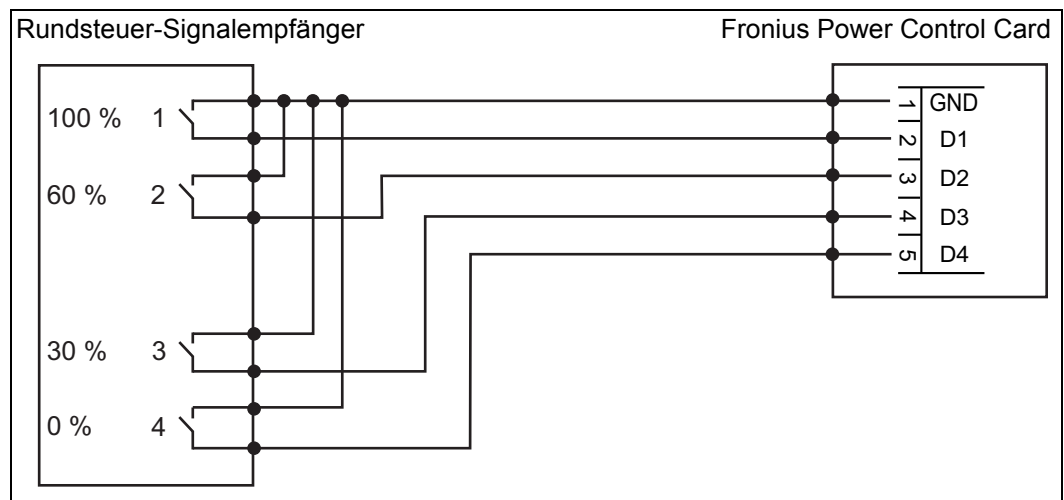 Rundsteuer-Signalempfänger
Fronius Power Control Card
100 % 1
60 % 2
30 % 3
0 % 4
1 GND
2 D1
3 D2
4 D3
5 D4